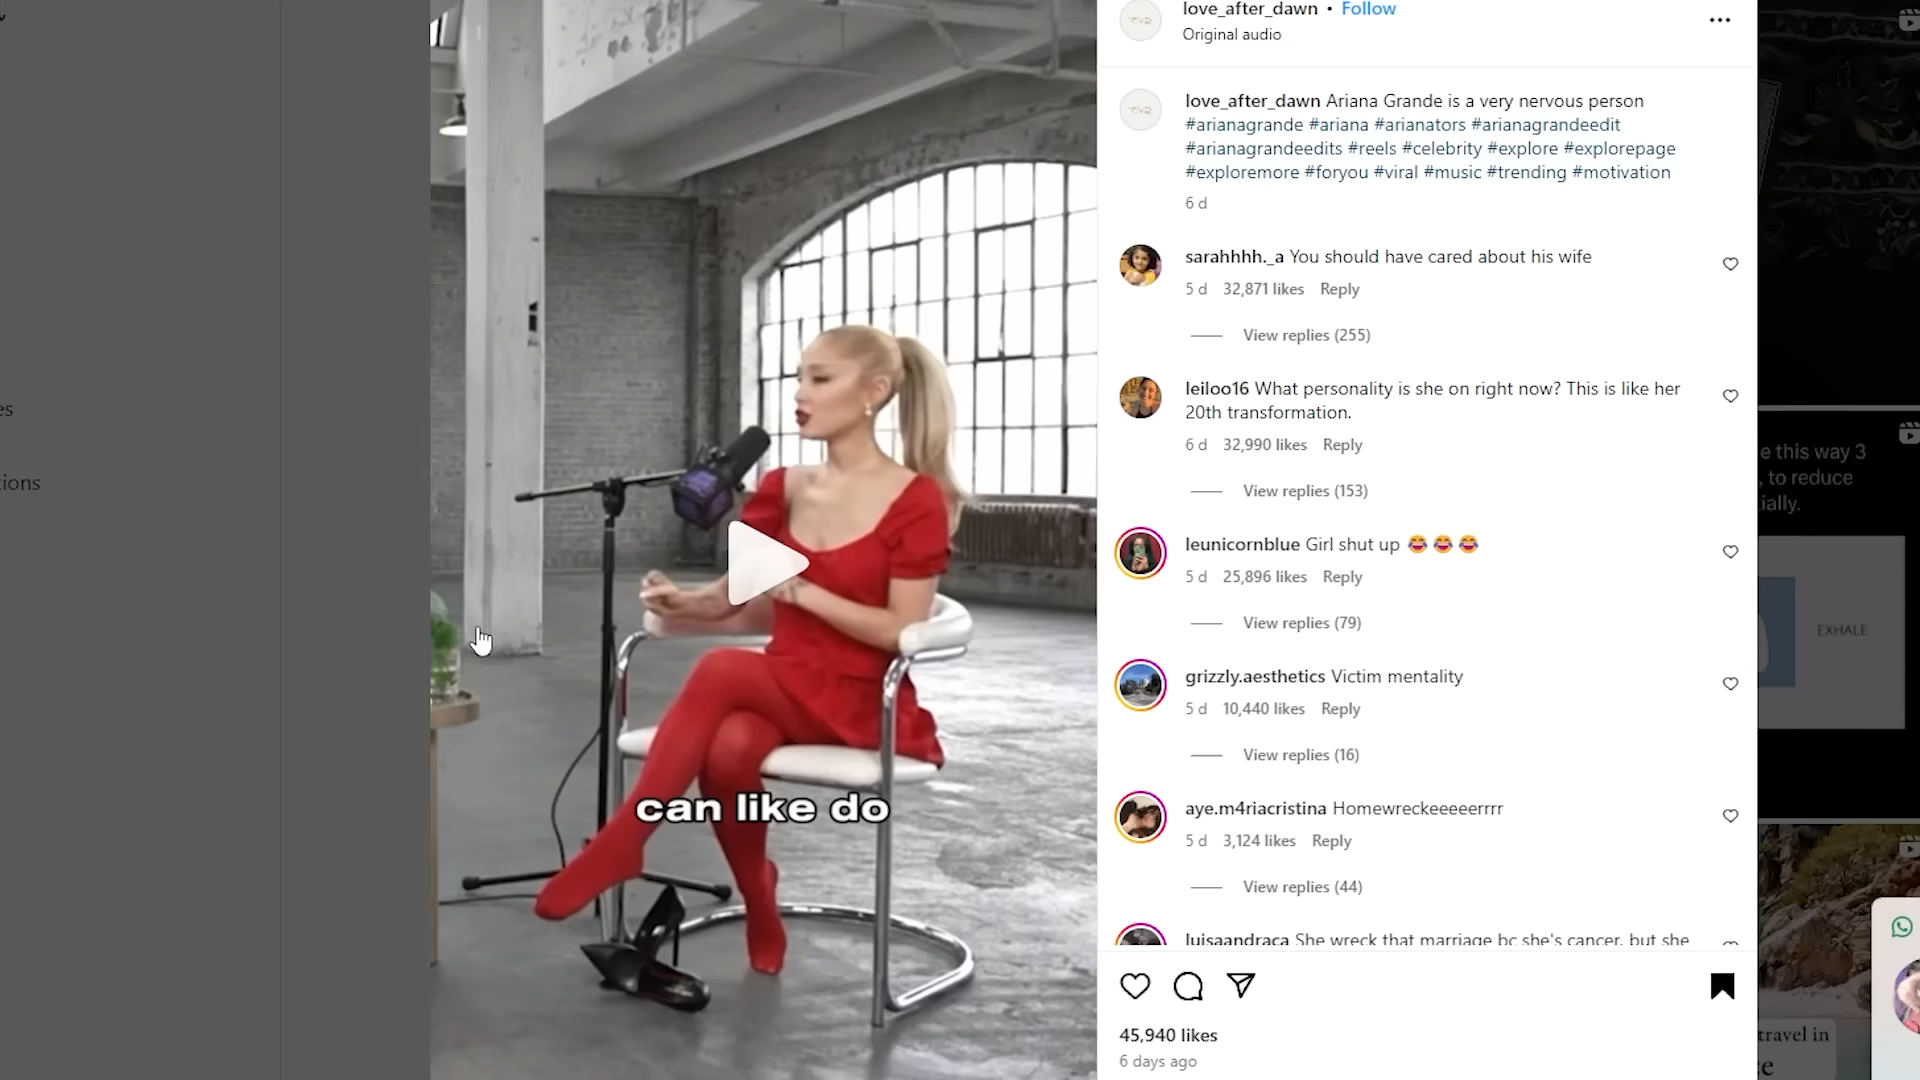 love_after_dawn • Follow
Original audio
love_after_dawn Ariana Grande is a very nervous person
#arianagrande #ariana #arianators #arianagrandeedit
#arianagrandeedits #reels #celebrity #explore #explorepage
#exploremore #foryou #viral #music #trending #motivation
6 d
sarahhhh._a You should have cared about his wife
5 d 32,871 likes Reply
View replies (255)
leiloo16 What personality is she on right now? This is like her
20th transformation.
6 d 32,990 likes Reply
View replies (153)
leunicornblue Girl shut up 😂 😂 😂
5 d 25,896 likes Reply
View replies (79)
grizzly.aesthetics Victim mentality
5 d 10,440 likes Reply
View replies (16)
aye.m4riacristina Homewreckeeeeerrrr
5 d 3,124 likes Reply
View replies (44)
luisaandraca She wreck that marriage bc she's cancer, but she
45,940 likes
6 days ago
can like do
es
tions
e this way 3
, to reduce
ially.
EXHALE
travel in
ce